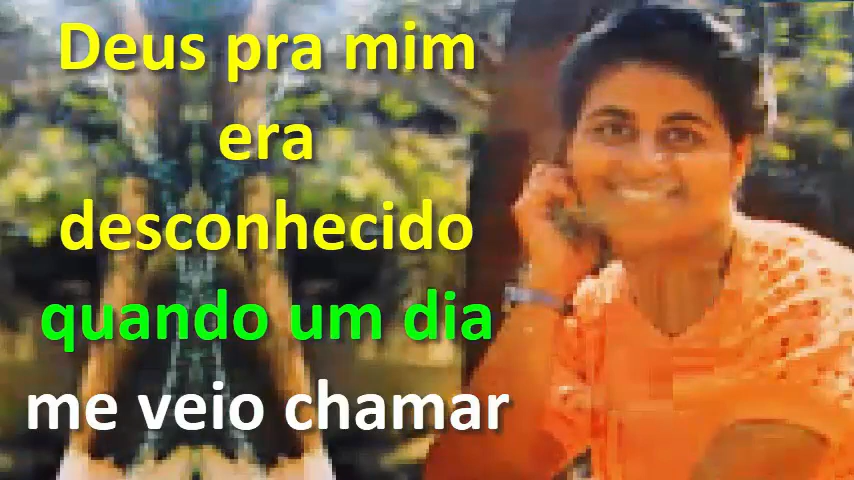 Deus pra mim
era
desconhecido
quando um dia
me veio chamar